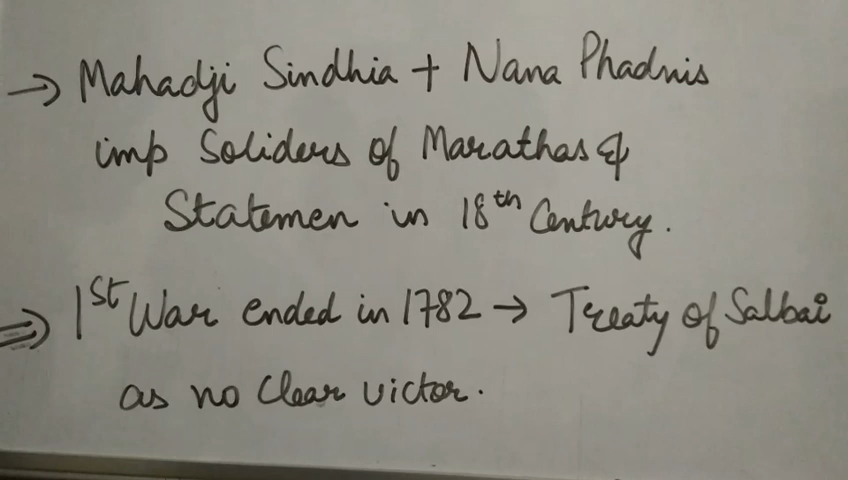 → Mahadji Sindhia + Nana Phadnis
imp Soliders of Marathas &
Statemen in 18th Century.
⇒ 1st War ended in 1782 → Treaty of Salbai
as no Clear victor.